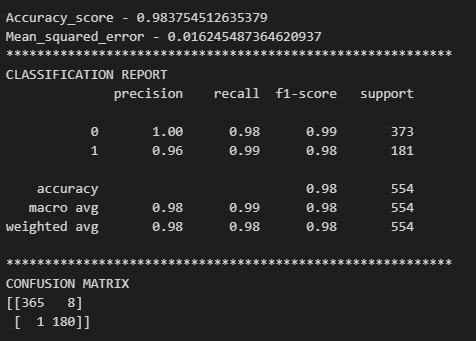 Accuracy_score - 0.983754512635379
Mean_squared_error - 0.016245487364620937
************************************************************
CLASSIFICATION REPORT
              precision    recall  f1-score   support

           0       1.00      0.98      0.99       373
           1       0.96      0.99      0.98       181

    accuracy                           0.98       554
   macro avg       0.98      0.99      0.98       554
weighted avg       0.98      0.98      0.98       554

************************************************************
CONFUSION MATRIX
[[365   8]
 [  1 180]]